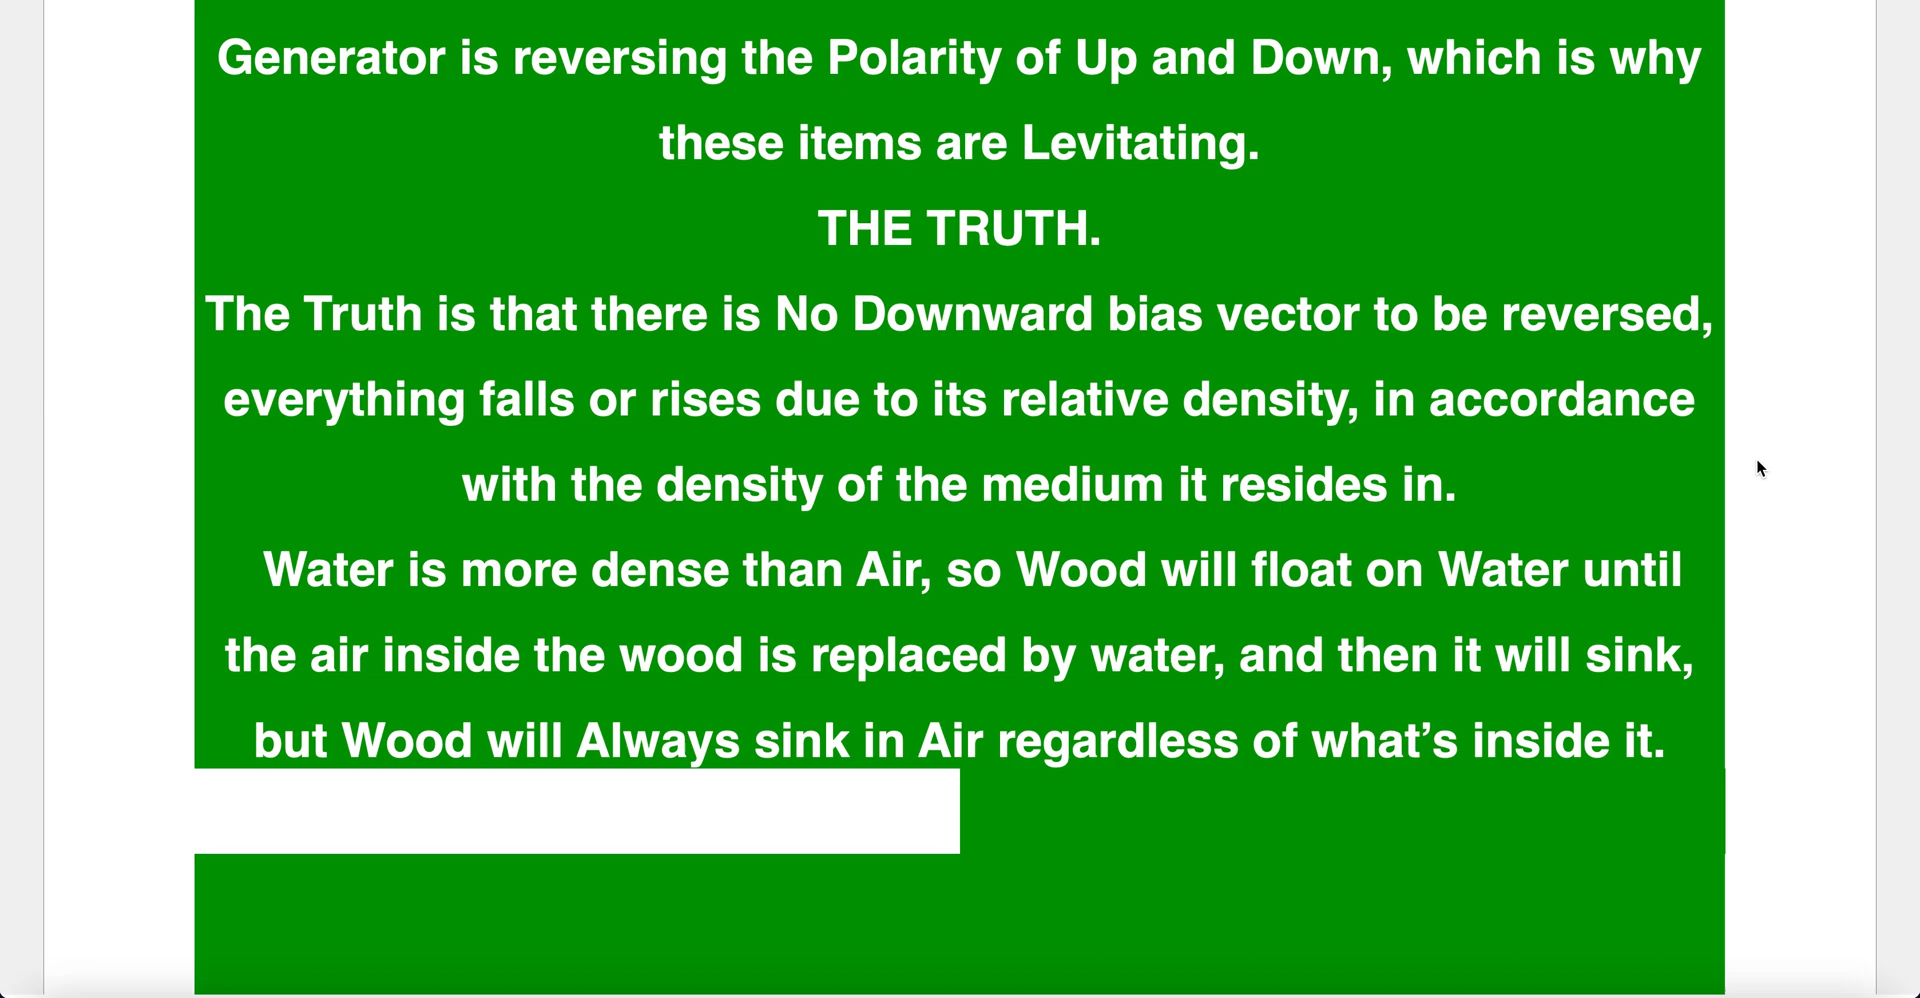 Generator is reversing the Polarity of Up and Down, which is why
these items are Levitating.
THE TRUTH.
The Truth is that there is No Downward bias vector to be reversed,
everything falls or rises due to its relative density, in accordance
with the density of the medium it resides in.
Water is more dense than Air, so Wood will float on Water until
the air inside the wood is replaced by water, and then it will sink,
but Wood will Always sink in Air regardless of what’s inside it.